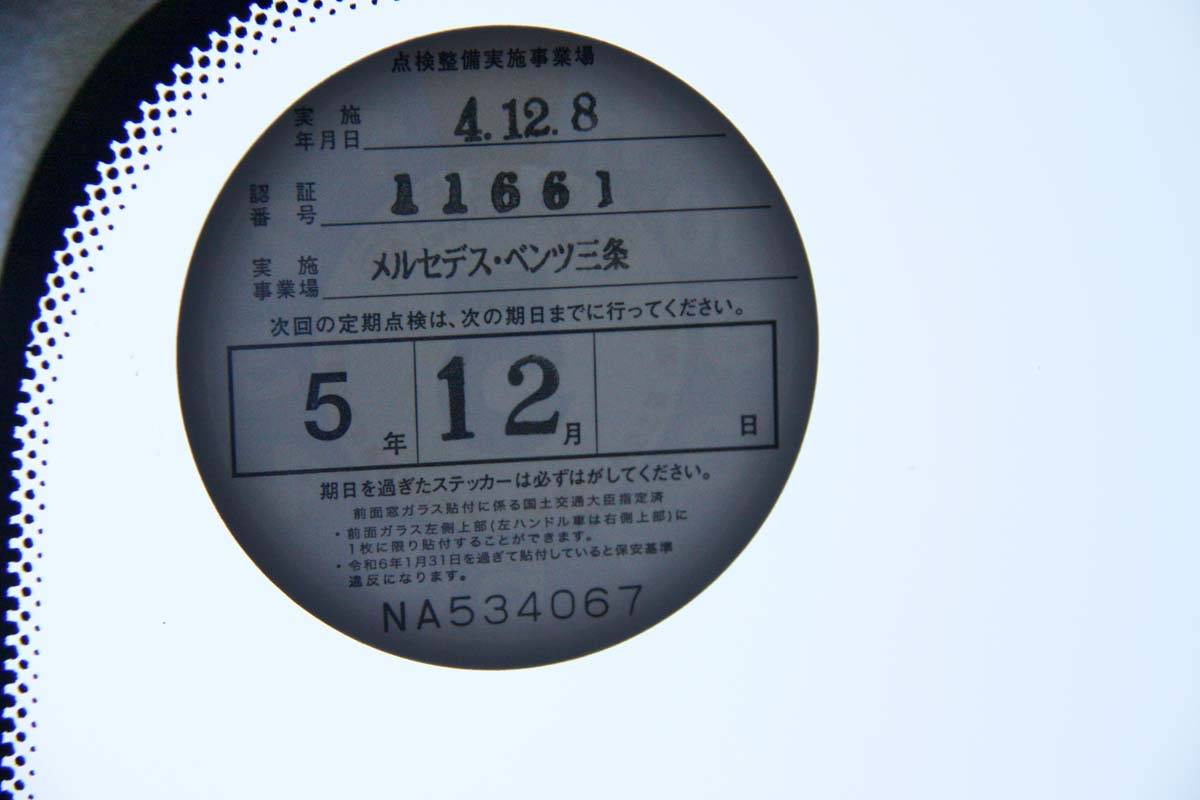 点検整備実施事業場
実施年月日 4.12.8
認証番号 11661
実施事業場 メルセデス・ベンツ三条
次回の定期点検は、次の期日までに行ってください。
5年 12月 日
期日を過ぎたステッカーは必ずはがしてください。
前面窓ガラス貼付に係る国土交通大臣指定済
・前面ガラス左側上部(左ハンドル車は右側上部)に
1枚に限り貼付することができます。
・令和6年1月31日を過ぎて貼付していると保安基準
違反になります。
NA534067